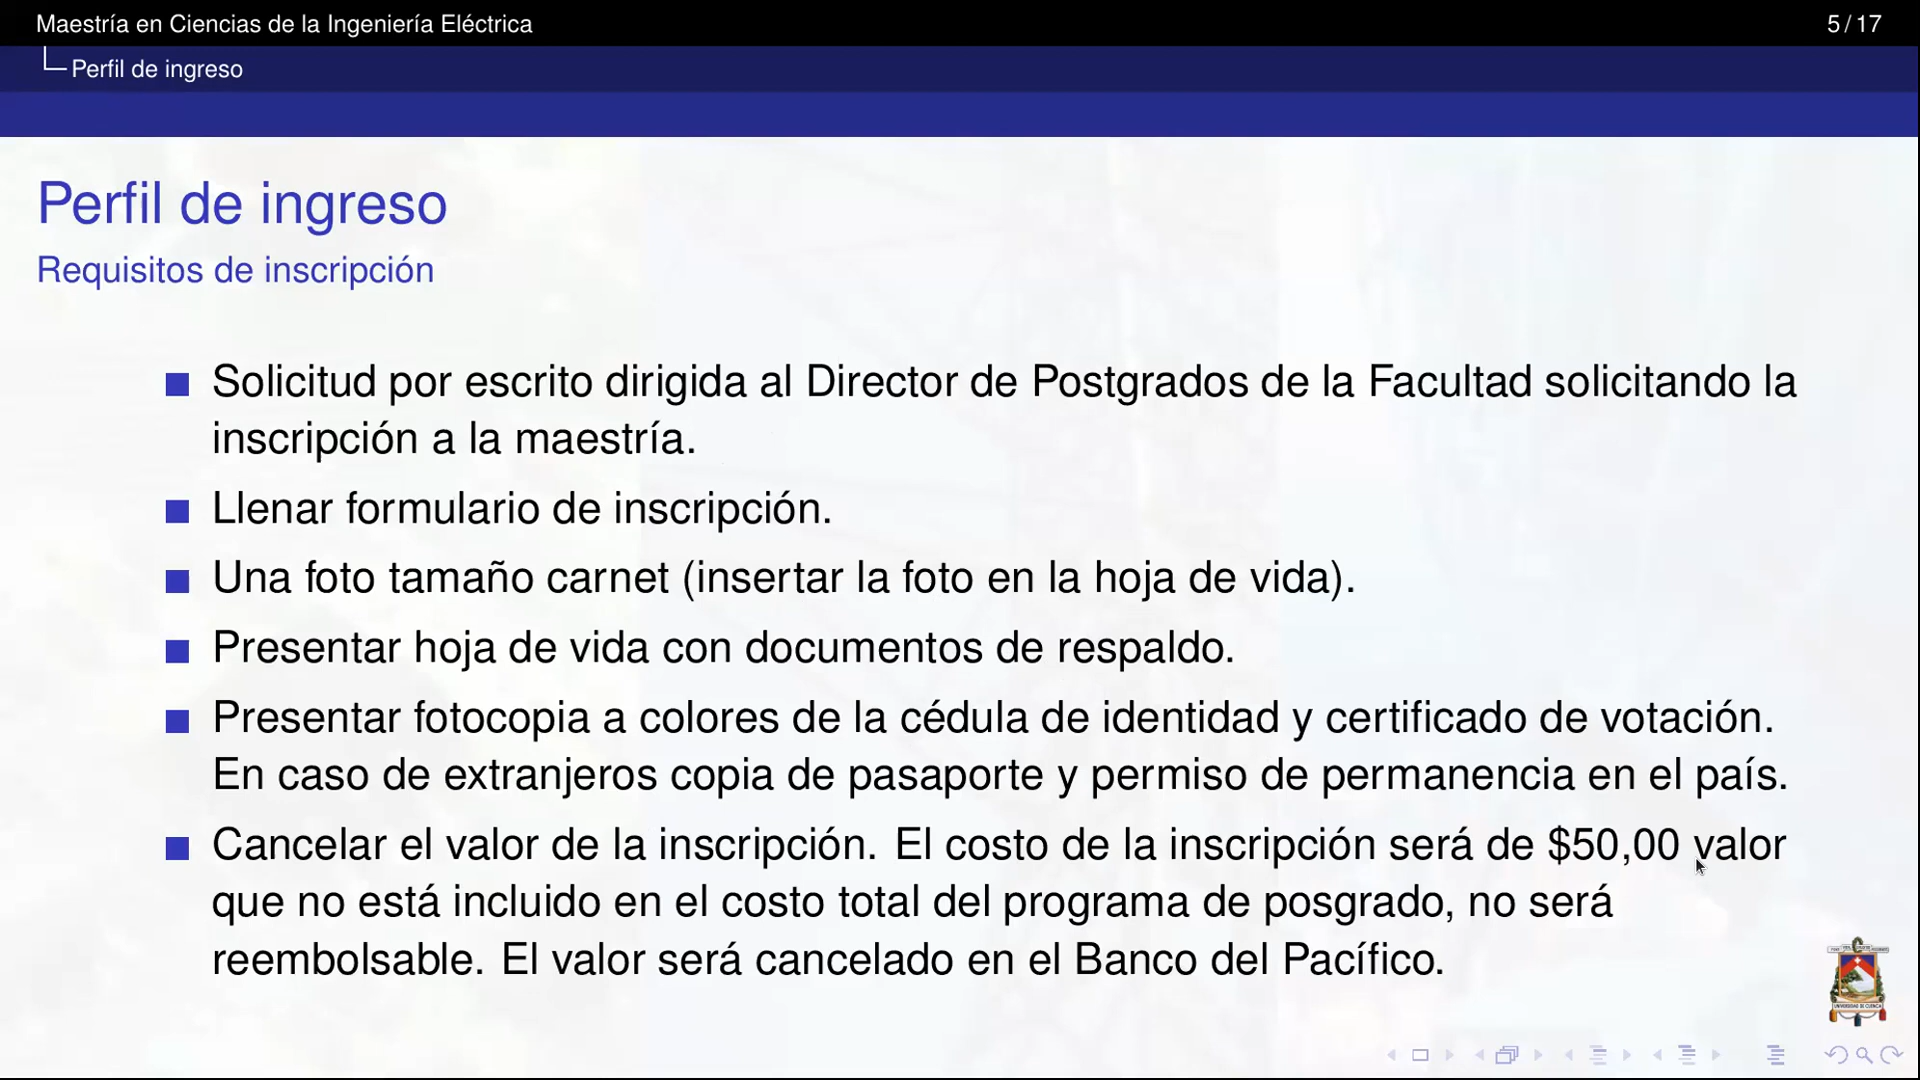 Maestría en Ciencias de la Ingeniería Eléctrica
5 / 17
Perfil de ingreso
Perfil de ingreso
Requisitos de inscripción
Solicitud por escrito dirigida al Director de Postgrados de la Facultad solicitando la
inscripción a la maestría.
Llenar formulario de inscripción.
Una foto tamaño carnet (insertar la foto en la hoja de vida).
Presentar hoja de vida con documentos de respaldo.
Presentar fotocopia a colores de la cédula de identidad y certificado de votación.
En caso de extranjeros copia de pasaporte y permiso de permanencia en el país.
Cancelar el valor de la inscripción. El costo de la inscripción será de $50,00 valor
que no está incluido en el costo total del programa de posgrado, no será
reembolsable. El valor será cancelado en el Banco del Pacífico.
UNIVERSIDAD DE CUENCA